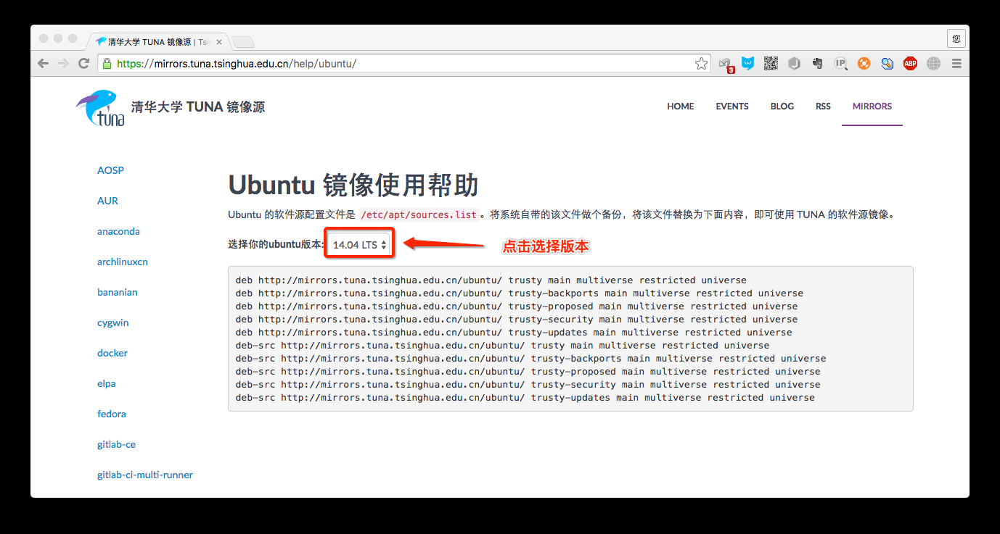 清华大学 TUNA 镜像源 | Tsi
您
https://mirrors.tuna.tsinghua.edu.cn/help/ubuntu/
3
IP
ABP
tuna
清华大学 TUNA 镜像源
HOME
EVENTS
BLOG
RSS
MIRRORS
AOSP
AUR
anaconda
archlinuxcn
bananian
cygwin
docker
elpa
fedora
gitlab-ce
gitlab-ci-multi-runner
Ubuntu 镜像使用帮助
Ubuntu 的软件源配置文件是 /etc/apt/sources.list。将系统自带的该文件做个备份，将该文件替换为下面内容，即可使用 TUNA 的软件源镜像。
选择你的ubuntu版本: 14.04 LTS
点击选择版本
deb http://mirrors.tuna.tsinghua.edu.cn/ubuntu/ trusty main multiverse restricted universe
deb http://mirrors.tuna.tsinghua.edu.cn/ubuntu/ trusty-backports main multiverse restricted universe
deb http://mirrors.tuna.tsinghua.edu.cn/ubuntu/ trusty-proposed main multiverse restricted universe
deb http://mirrors.tuna.tsinghua.edu.cn/ubuntu/ trusty-security main multiverse restricted universe
deb http://mirrors.tuna.tsinghua.edu.cn/ubuntu/ trusty-updates main multiverse restricted universe
deb-src http://mirrors.tuna.tsinghua.edu.cn/ubuntu/ trusty main multiverse restricted universe
deb-src http://mirrors.tuna.tsinghua.edu.cn/ubuntu/ trusty-backports main multiverse restricted universe
deb-src http://mirrors.tuna.tsinghua.edu.cn/ubuntu/ trusty-proposed main multiverse restricted universe
deb-src http://mirrors.tuna.tsinghua.edu.cn/ubuntu/ trusty-security main multiverse restricted universe
deb-src http://mirrors.tuna.tsinghua.edu.cn/ubuntu/ trusty-updates main multiverse restricted universe